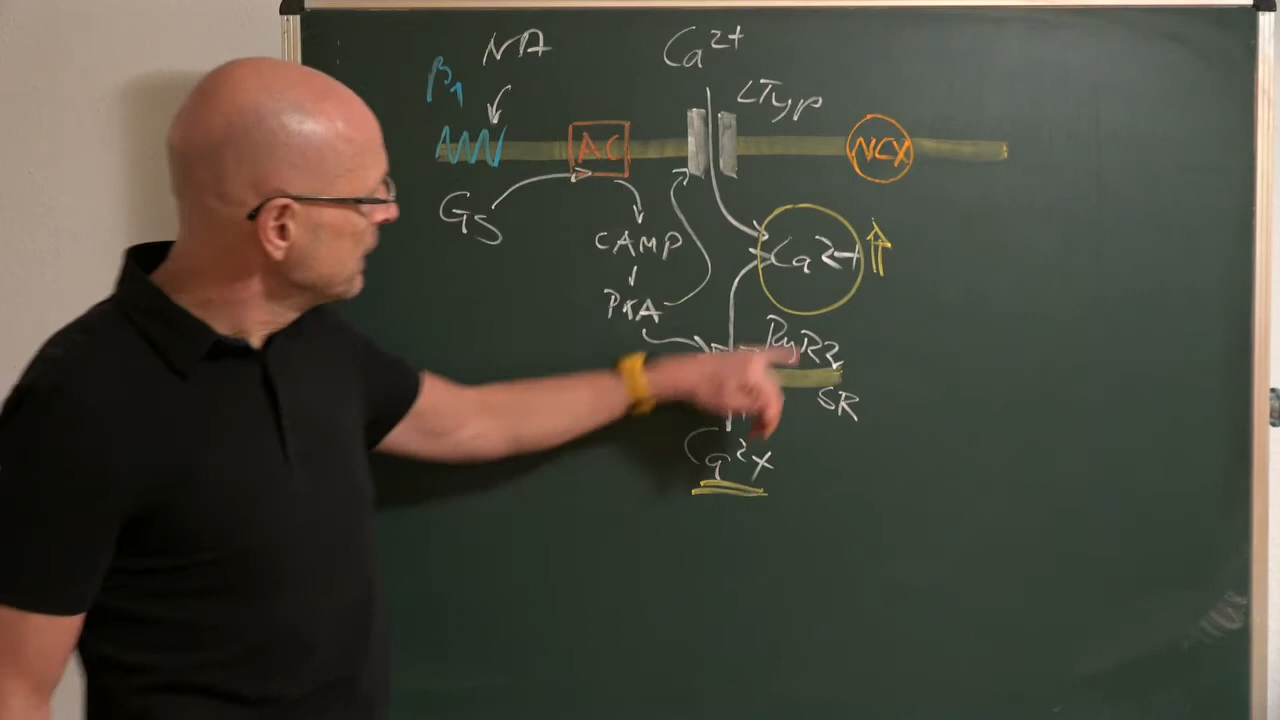 NA
Ca2+
β1
LTyp
AC
NCX
Gs
cAMP
Ca2+
PKA
RyR2
SR
Ca2+